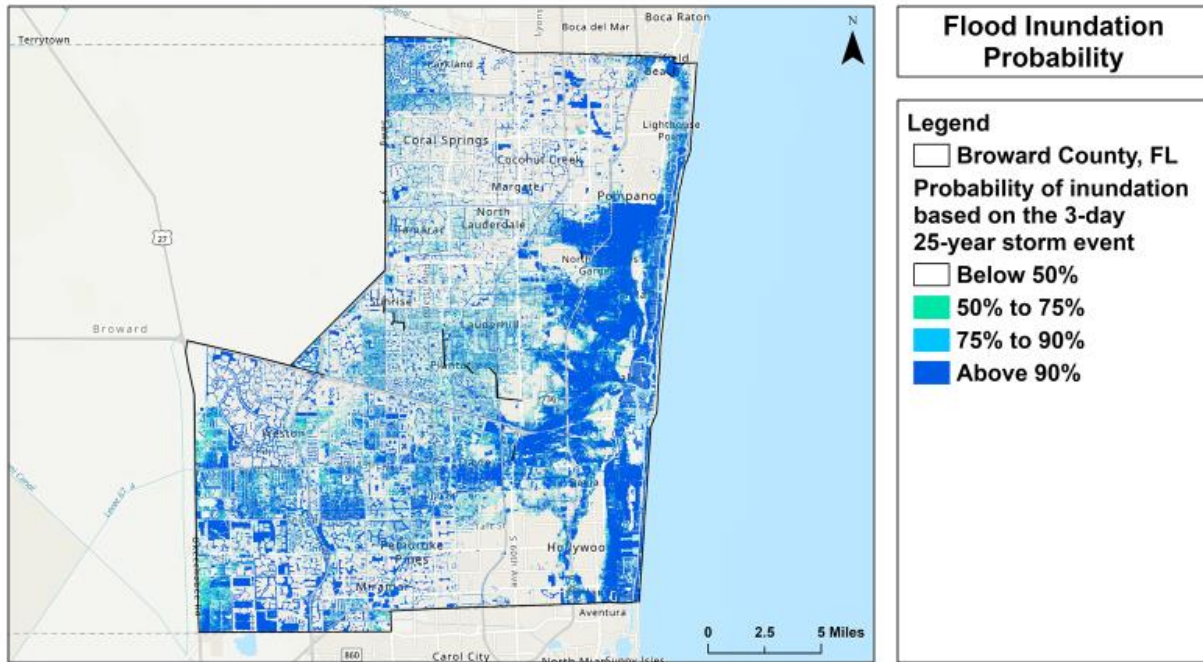 Flood Inundation
Probability
Legend
Broward County, FL
Probability of inundation
based on the 3-day
25-year storm event
Below 50%
50% to 75%
75% to 90%
Above 90%
N
Terrytown
Lyons
Boca del Mar
Boca Raton
Parkland
Lighthouse
Coral Springs
Coconut Creek
Margate
Pompano
North
Lauderdale
Tamarac
27
Sunrise
Broward
Lauderhill
736
Weston
S 60th Ave
Pembroke
Pines
Miramar
Aventura
860
Carol City
0 2.5 5 Miles